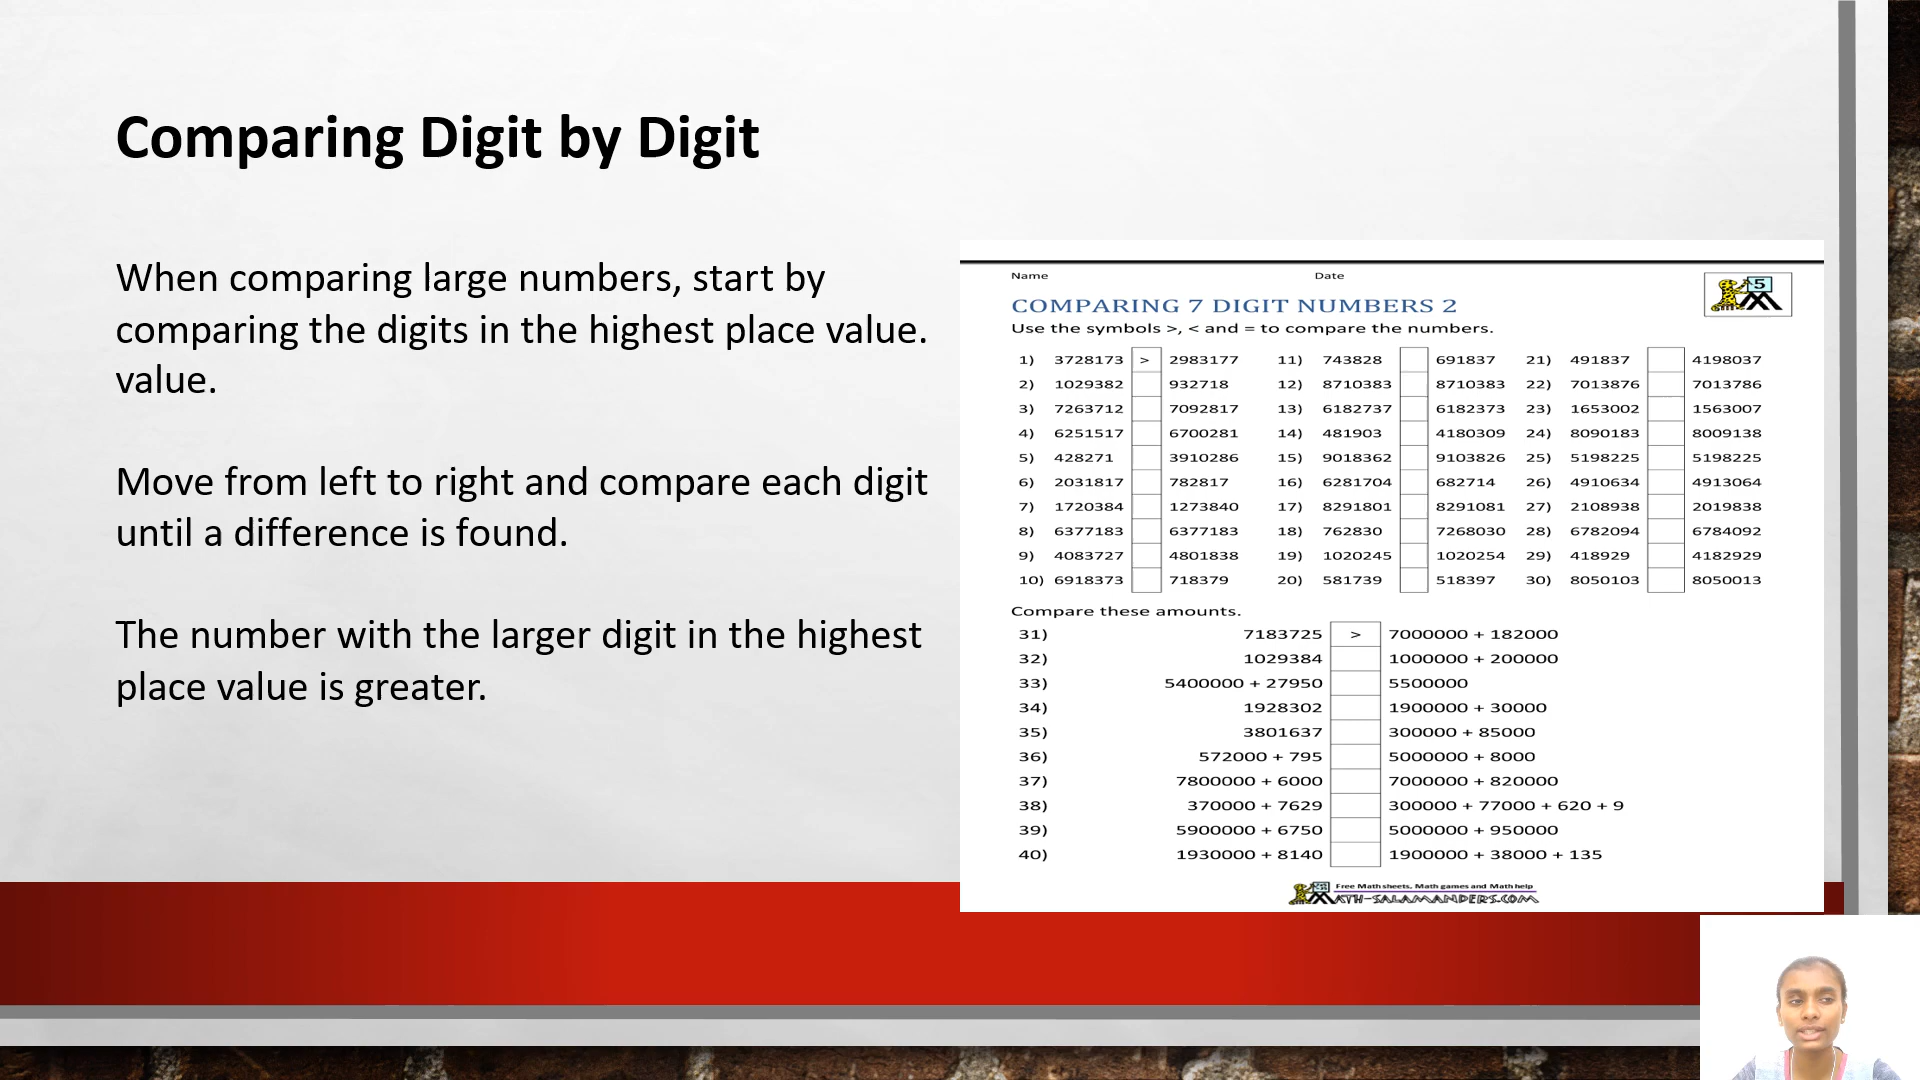 Comparing Digit by Digit
When comparing large numbers, start by
comparing the digits in the highest place value.
value.
Move from left to right and compare each digit
until a difference is found.
The number with the larger digit in the highest
place value is greater.
Name Date
5
COMPARING 7 DIGIT NUMBERS 2
Use the symbols >, < and = to compare the numbers.
1) 3728173 > 2983177 11) 743828 691837 21) 491837 4198037
2) 1029382 932718 12) 8710383 8710383 22) 7013876 7013786
3) 7263712 7092817 13) 6182737 6182373 23) 1653002 1563007
4) 6251517 6700281 14) 481903 4180309 24) 8090183 8009138
5) 428271 3910286 15) 9018362 9103826 25) 5198225 5198225
6) 2031817 782817 16) 6281704 682714 26) 4910634 4913064
7) 1720384 1273840 17) 8291801 8291081 27) 2108938 2019838
8) 6377183 6377183 18) 762830 7268030 28) 6782094 6784092
9) 4083727 4801838 19) 1020245 1020254 29) 418929 4182929
10) 6918373 718379 20) 581739 518397 30) 8050103 8050013
Compare these amounts.
31) 7183725 > 7000000 + 182000
32) 1029384 1000000 + 200000
33) 5400000 + 27950 5500000
34) 1928302 1900000 + 30000
35) 3801637 300000 + 85000
36) 572000 + 795 5000000 + 8000
37) 7800000 + 6000 7000000 + 820000
38) 370000 + 7629 300000 + 77000 + 620 + 9
39) 5900000 + 6750 5000000 + 950000
40) 1930000 + 8140 1900000 + 38000 + 135
Free Math sheets, Math games and Math help
MATH-SALAMANDERS.COM